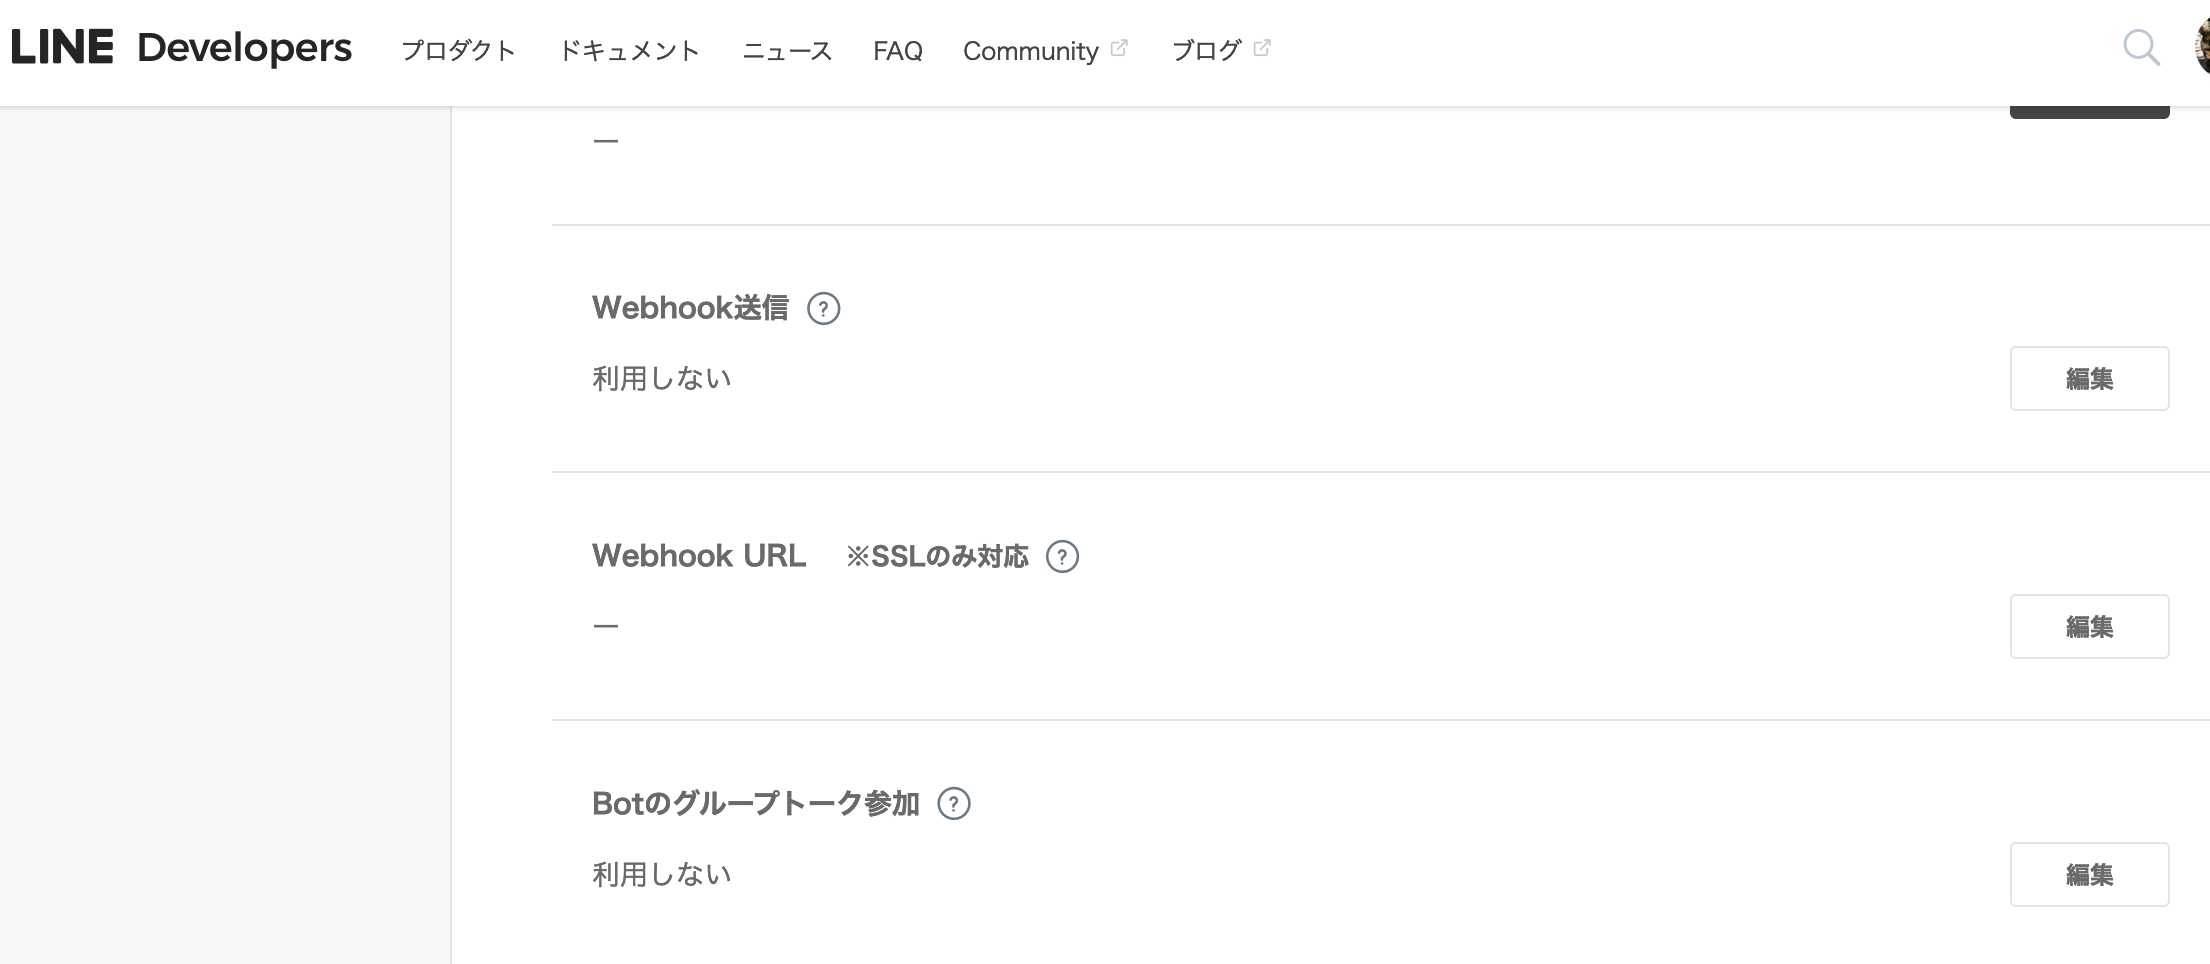 LINE Developers プロダクト ドキュメント ニュース FAQ Community ブログ
—
Webhook送信 ?
利用しない
編集
Webhook URL ※SSLのみ対応 ?
—
編集
Botのグループトーク参加 ?
利用しない
編集